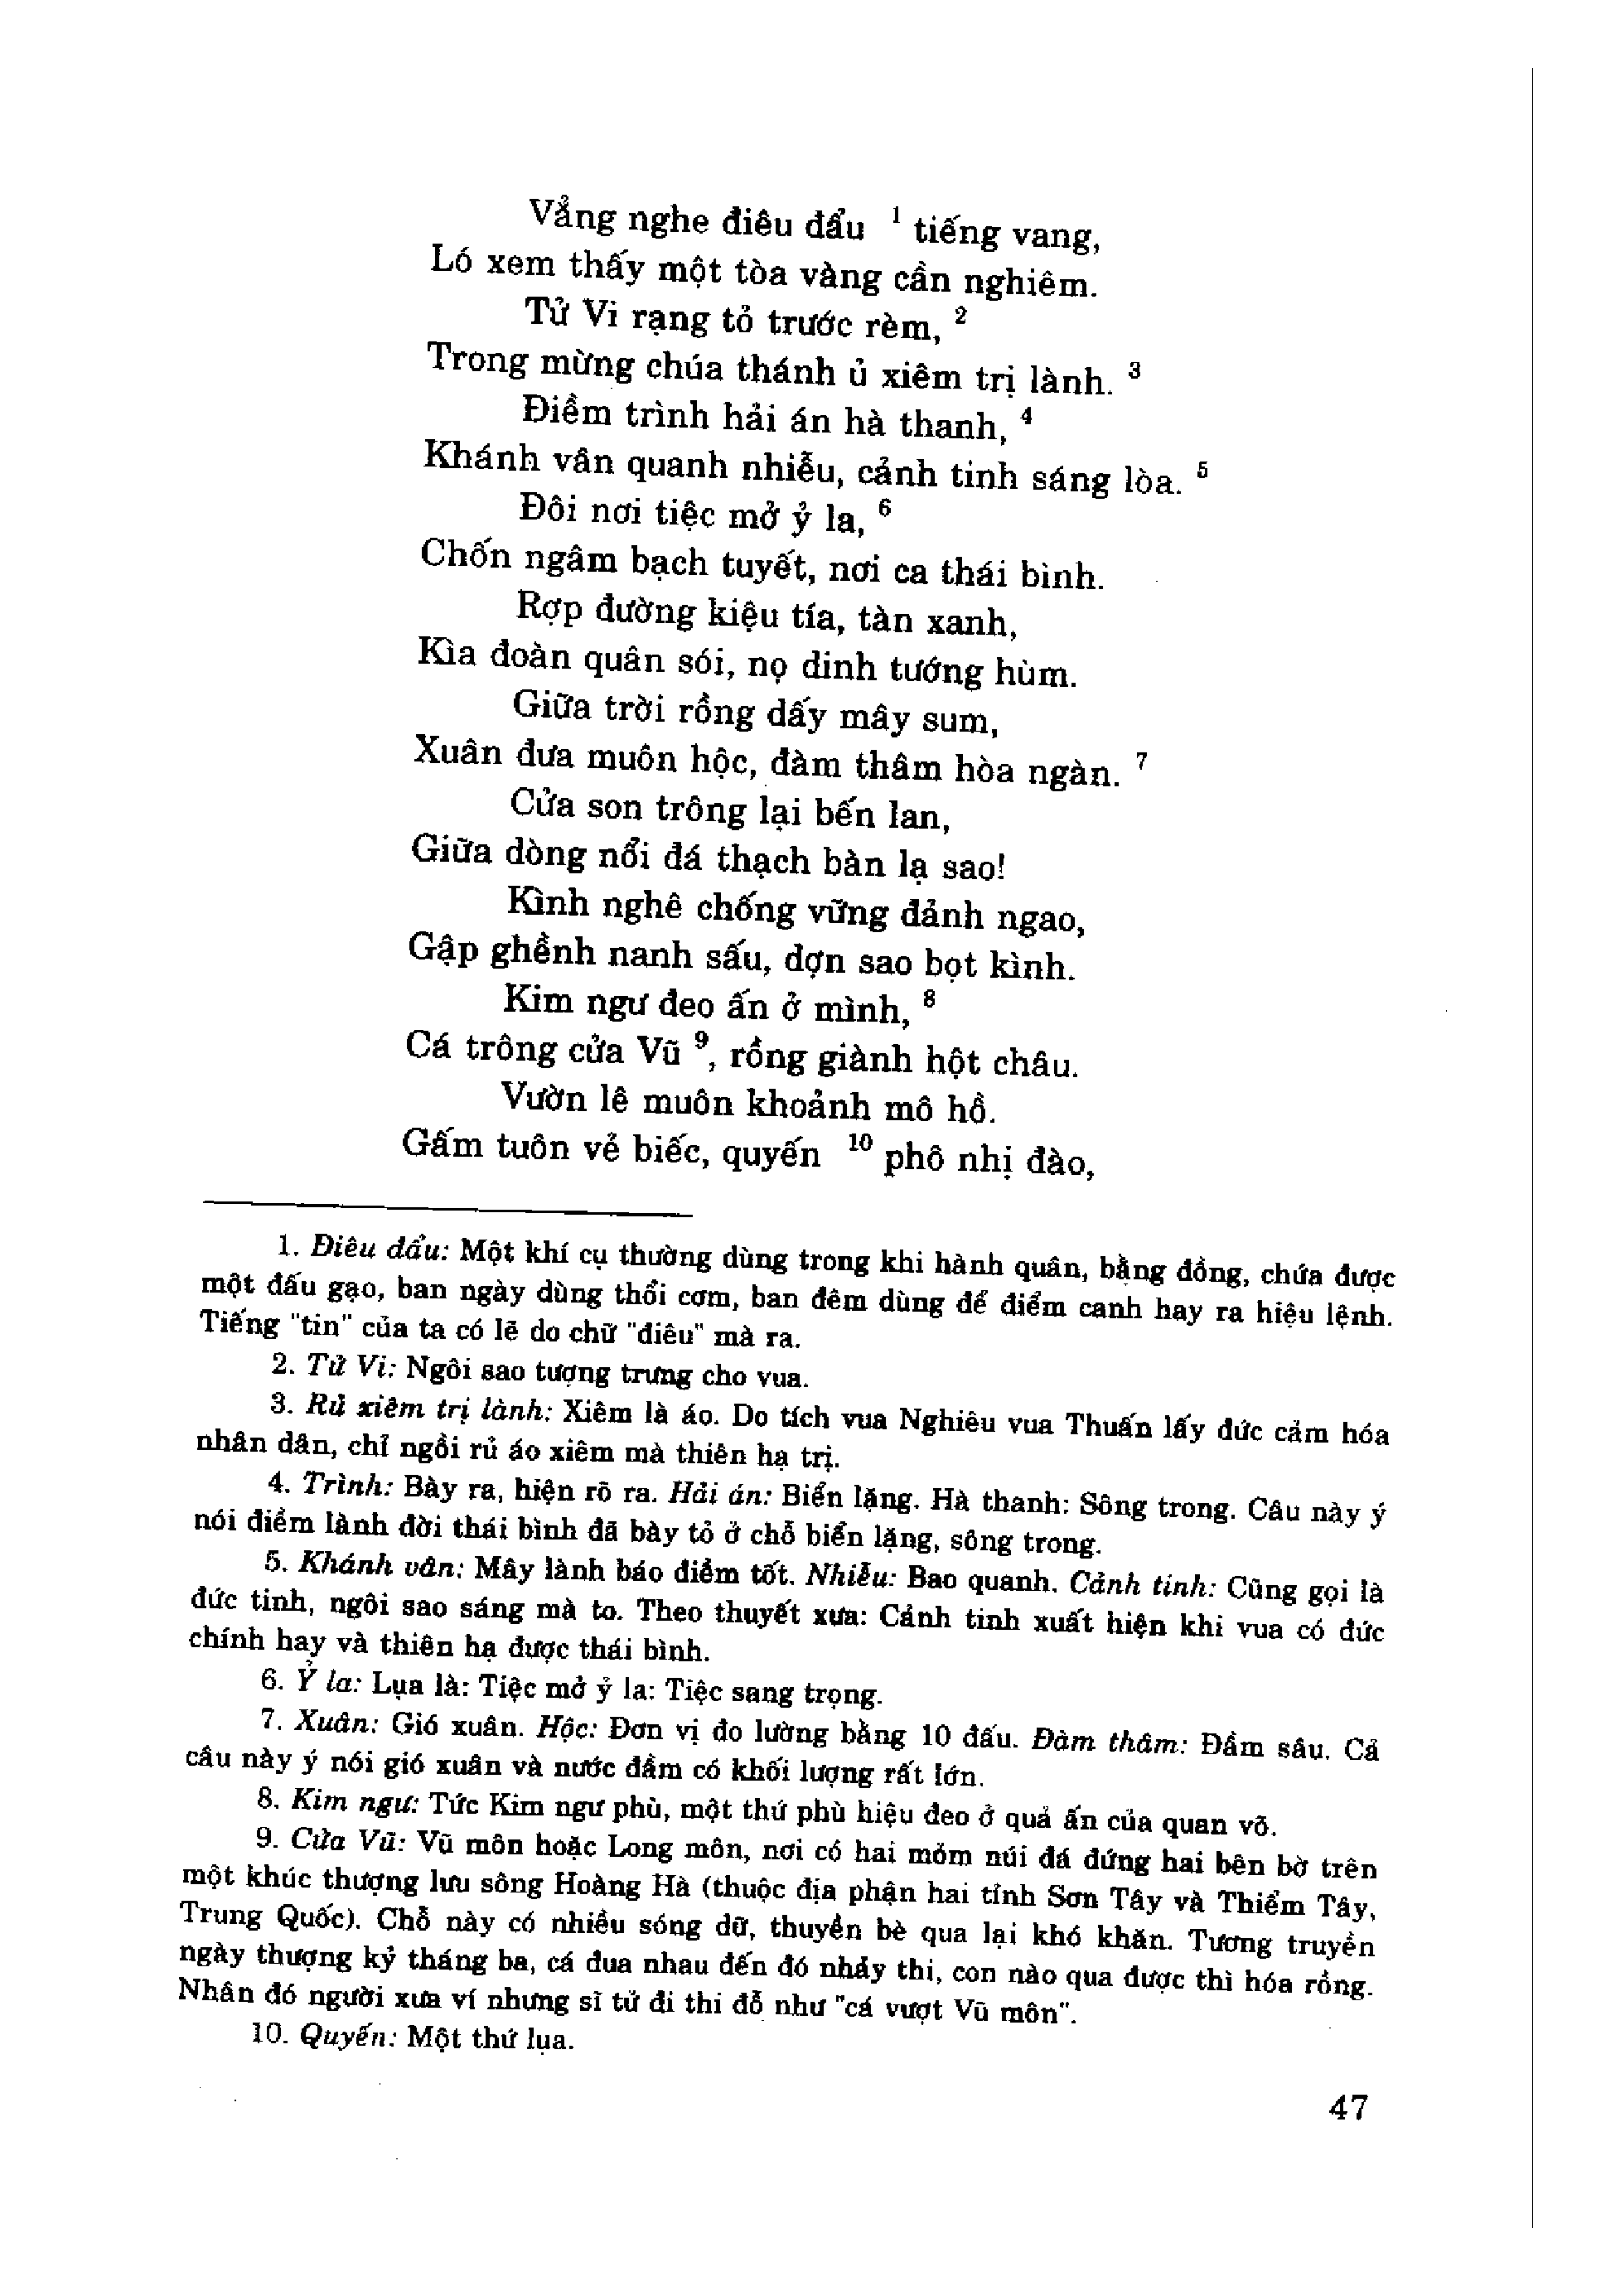 Vẳng nghe điêu đẩu ¹ tiếng vang,
Ló xem thấy một tòa vàng cần nghiêm.
Tử Vi rạng tỏ trước rèm, ²
Trong mừng chúa thánh ủ xiêm trị lành. ³
Điềm trình hải án hà thanh, ⁴
Khánh vân quanh nhiễu, cảnh tinh sáng lòa. ⁵
Đôi nơi tiệc mở ỷ la, ⁶
Chốn ngâm bạch tuyết, nơi ca thái bình.
Rợp đường kiệu tía, tàn xanh,
Kìa đoàn quân sói, nọ dinh tướng hùm.
Giữa trời rồng dấy mây sum,
Xuân đưa muôn hộc, đàm thâm hòa ngàn. ⁷
Cửa son trông lại bến lan,
Giữa dòng nổi đá thạch bàn lạ sao!
Kình nghê chống vững đảnh ngao,
Gập ghềnh nanh sấu, dợn sao bọt kình.
Kim ngư đeo ấn ở mình, ⁸
Cá trông cửa Vũ ⁹, rồng giành hột châu.
Vườn lê muôn khoảnh mô hồ.
Gấm tuôn vẻ biếc, quyến ¹⁰ phô nhị đào,
1. Điêu đẩu: Một khí cụ thường dùng trong khi hành quân, bằng đồng, chứa được
một đấu gạo, ban ngày dùng thổi cơm, ban đêm dùng để điểm canh hay ra hiệu lệnh.
Tiếng "tin" của ta có lẽ do chữ "điêu" mà ra.
2. Tử Vi: Ngôi sao tượng trưng cho vua.
3. Rủ xiêm trị lành: Xiêm là áo. Do tích vua Nghiêu vua Thuấn lấy đức cảm hóa
nhân dân, chỉ ngồi rủ áo xiêm mà thiên hạ trị.
4. Trình: Bày ra, hiện rõ ra. Hải án: Biển lặng. Hà thanh: Sông trong. Câu này ý
nói điềm lành đời thái bình đã bày tỏ ở chỗ biển lặng, sông trong.
5. Khánh vân: Mây lành báo điềm tốt. Nhiễu: Bao quanh. Cảnh tinh: Cũng gọi là
đức tinh, ngôi sao sáng mà to. Theo thuyết xưa: Cảnh tinh xuất hiện khi vua có đức
chính hay và thiên hạ được thái bình.
6. Ỷ la: Lụa là: Tiệc mở ỷ la: Tiệc sang trọng.
7. Xuân: Gió xuân. Hộc: Đơn vị đo lường bằng 10 đấu. Đàm thâm: Đầm sâu. Cả
câu này ý nói gió xuân và nước đầm có khối lượng rất lớn.
8. Kim ngư: Tức Kim ngư phù, một thứ phù hiệu đeo ở quả ấn của quan võ.
9. Cửa Vũ: Vũ môn hoặc Long môn, nơi có hai mỏm núi đá đứng hai bên bờ trên
một khúc thượng lưu sông Hoàng Hà (thuộc địa phận hai tỉnh Sơn Tây và Thiểm Tây,
Trung Quốc). Chỗ này có nhiều sóng dữ, thuyền bè qua lại khó khăn. Tương truyền
ngày thượng kỷ tháng ba, cá đua nhau đến đó nhảy thi, con nào qua được thì hóa rồng.
Nhân đó người xưa ví nhưng sĩ tử đi thi đỗ như "cá vượt Vũ môn".
10. Quyến: Một thứ lụa.
47